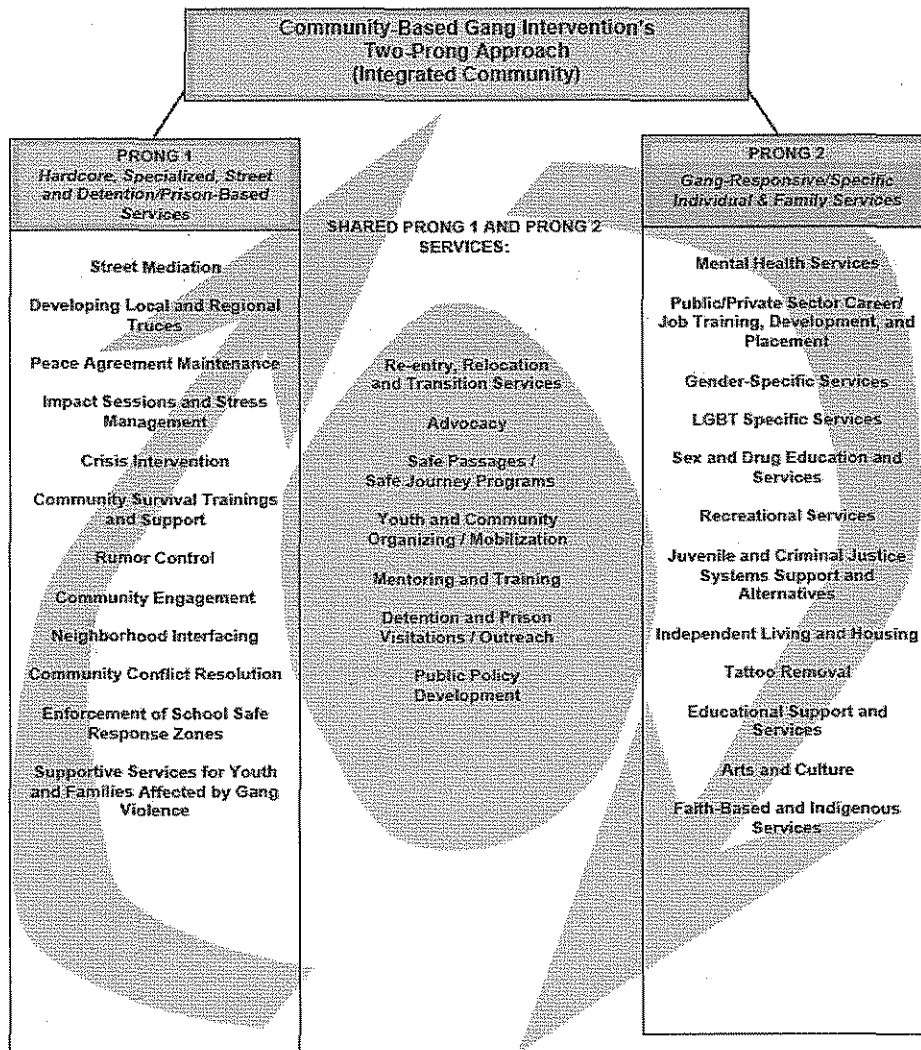 Community-Based Gang Intervention's
Two-Prong Approach
(Integrated Community)
PRONG 1
Hardcore, Specialized, Street
and Detention/Prison-Based
Services
Street Mediation
Developing Local and Regional
Truces
Peace Agreement Maintenance
Impact Sessions and Stress
Management
Crisis Intervention
Community Survival Trainings
and Support
Rumor Control
Community Engagement
Neighborhood Interfacing
Community Conflict Resolution
Enforcement of School Safe
Response Zones
Supportive Services for Youth
and Families Affected by Gang
Violence
SHARED PRONG 1 AND PRONG 2
SERVICES:
Re-entry, Relocation
and Transition Services
Advocacy
Safe Passages /
Safe Journey Programs
Youth and Community
Organizing / Mobilization
Mentoring and Training
Detention and Prison
Visitations / Outreach
Public Policy
Development
PRONG 2
Gang-Responsive/Specific
Individual & Family Services
Mental Health Services
Public/Private Sector Career/
Job Training, Development, and
Placement
Gender-Specific Services
LGBT Specific Services
Sex and Drug Education and
Services
Recreational Services
Juvenile and Criminal Justice
Systems Support and
Alternatives
Independent Living and Housing
Tattoo Removal
Educational Support and
Services
Arts and Culture
Faith-Based and Indigenous
Services